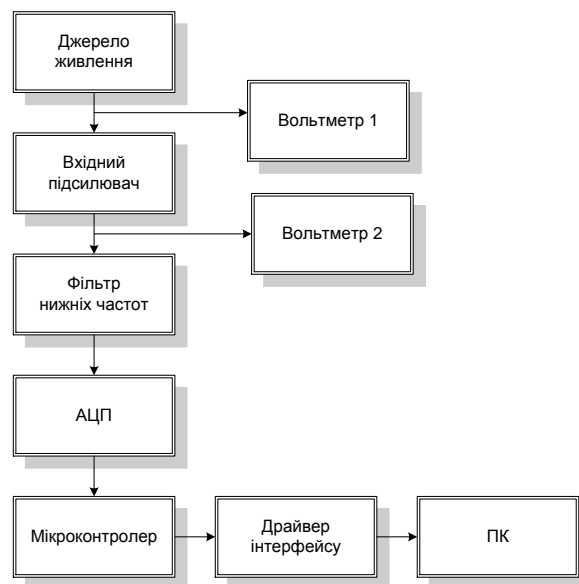 Джерело
живлення
Вольтметр 1
Вхідний
підсилювач
Вольтметр 2
Фільтр
нижніх частот
АЦП
Мікроконтролер
Драйвер
інтерфейсу
ПК